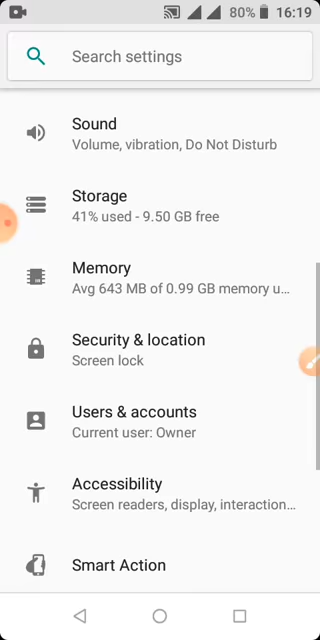 80% 16:19
Search settings
Sound
Volume, vibration, Do Not Disturb
Storage
41% used - 9.50 GB free
Memory
Avg 643 MB of 0.99 GB memory u...
Security & location
Screen lock
Users & accounts
Current user: Owner
Accessibility
Screen readers, display, interaction...
Smart Action